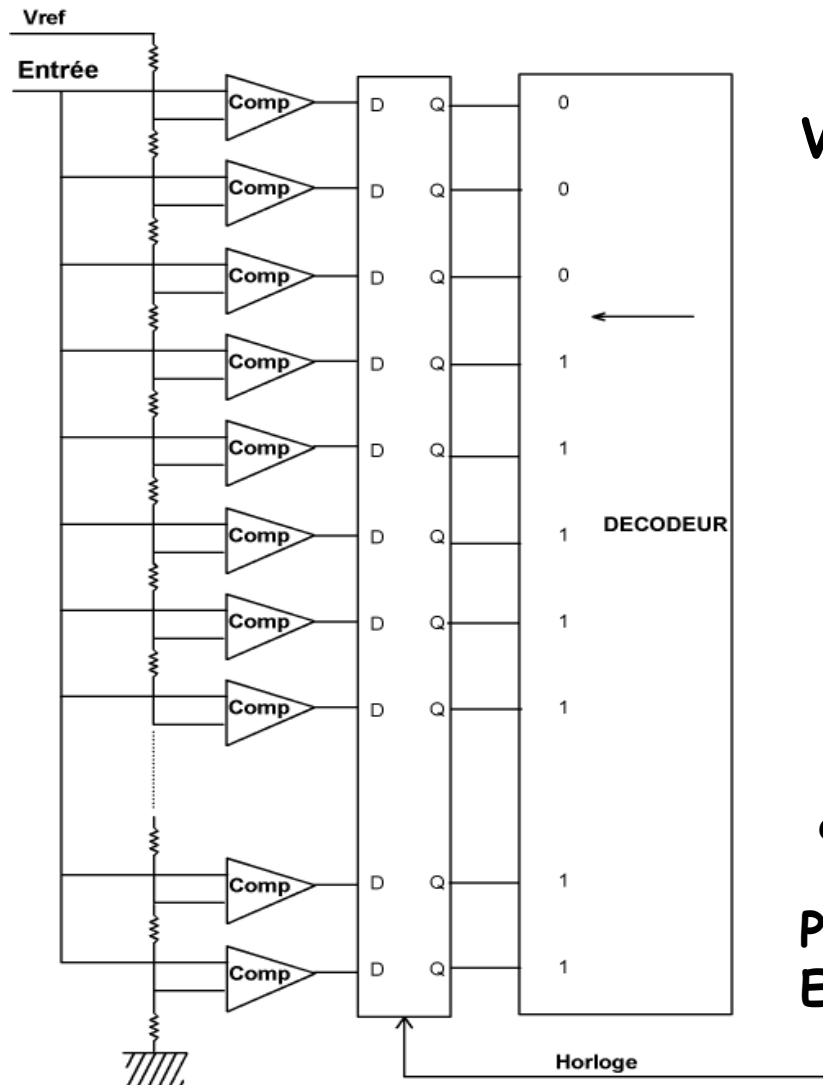 Vref
Entrée
Comp D Q 0
V
Comp D Q 0
Comp D Q 0
Comp D Q 1
Comp D Q 1
Comp D Q 1
DECODEUR
Comp D Q 1
Comp D Q 1
Comp D Q 1
P
Comp D Q 1
E
Horloge